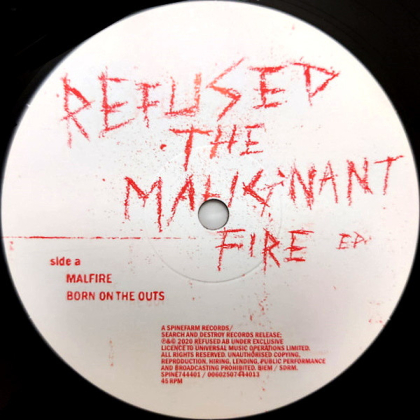 REFUSED
THE
MALIGNANT
FIRE EP.
side a
MALFIRE
BORN ON THE OUTS
A SPINEFARM RECORDS/
SEARCH AND DESTROY RECORDS RELEASE;
℗&© 2020 REFUSED AB UNDER EXCLUSIVE
LICENCE TO UNIVERSAL MUSIC OPERATIONS LIMITED.
ALL RIGHTS RESERVED. UNAUTHORISED COPYING,
REPRODUCTION, HIRING, LENDING, PUBLIC PERFORMANCE
AND BROADCASTING PROHIBITED. BIEM / SDRM.
SPINE744401 / 00602507444013
45 RPM